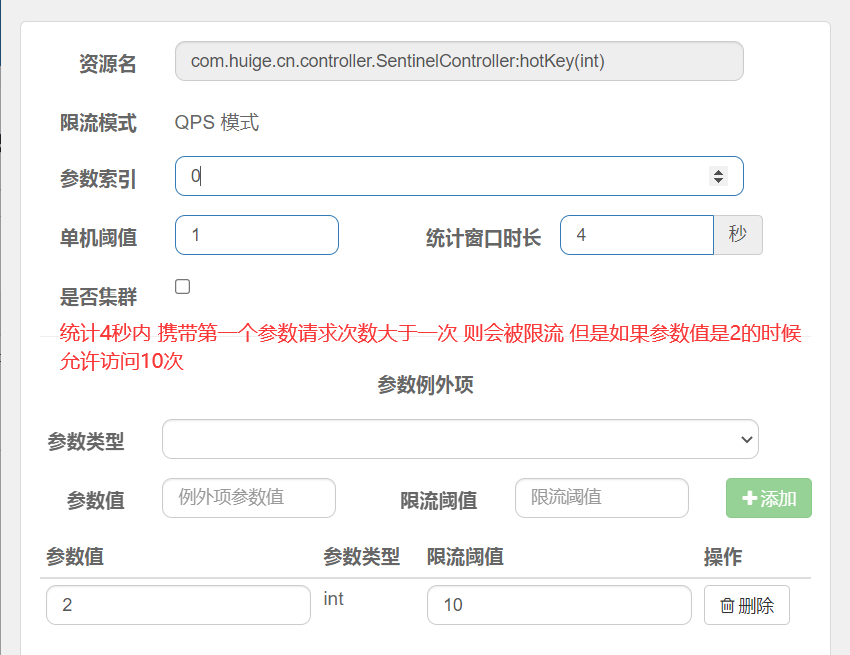 资源名 com.huige.cn.controller.SentinelController:hotKey(int)
限流模式 QPS 模式
参数索引 0
单机阈值 1 统计窗口时长 4 秒
是否集群
统计4秒内 携带第一个参数请求次数大于一次 则会被限流 但是如果参数值是2的时候
允许访问10次
参数例外项
参数类型
参数值 例外项参数值 限流阈值 限流阈值 添加
参数值 参数类型 限流阈值 操作
2 int 10 删除